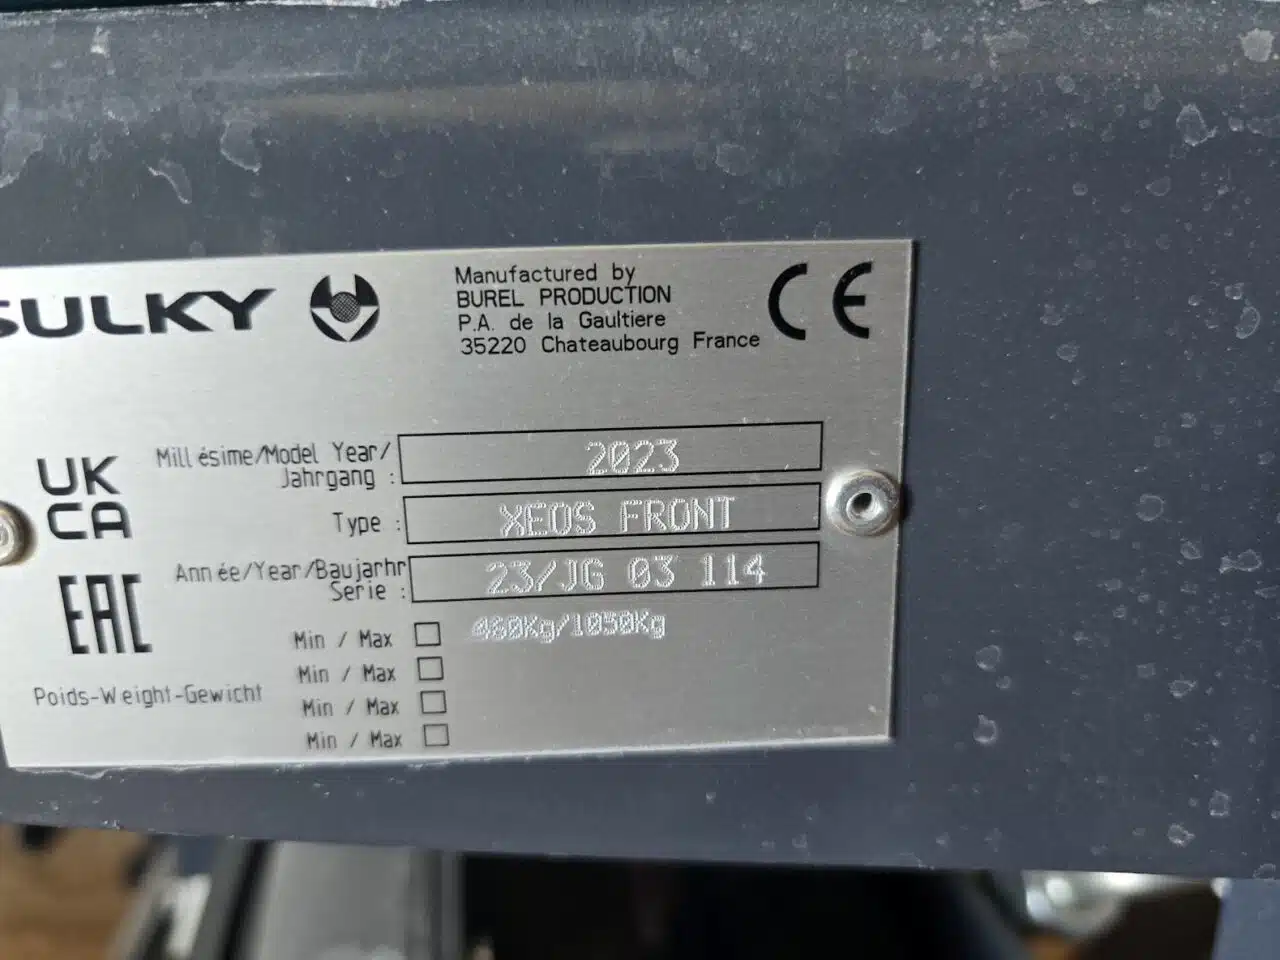 SULKY
Manufactured by
BUREL PRODUCTION
P.A. de la Gaultiere
35220 Chateaubourg France
CE
UK
CA
EAC
Millésime/Model Year/
Jahrgang :
2023
Type :
XEOS FRONT
Année/Year/Baujarhr
Serie :
23/JG 03 114
Poids-Weight-Gewicht
Min / Max
460Kg/1050Kg
Min / Max
Min / Max
Min / Max